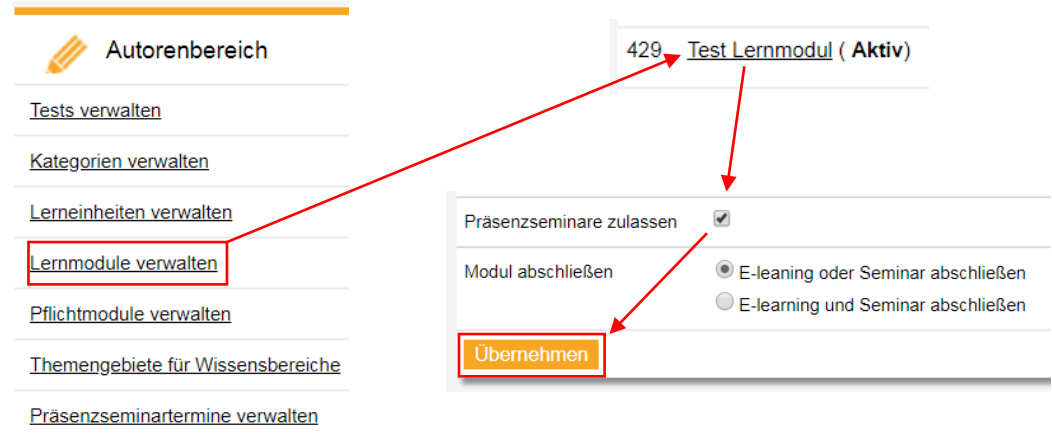 Autorenbereich
Tests verwalten
Kategorien verwalten
Lerneinheiten verwalten
Lernmodule verwalten
Pflichtmodule verwalten
Themengebiete für Wissensbereiche
Präsenzseminartermine verwalten
429. Test Lernmodul ( Aktiv)
Präsenzseminare zulassen
Modul abschließen
E-leaning oder Seminar abschließen
E-learning und Seminar abschließen
Übernehmen